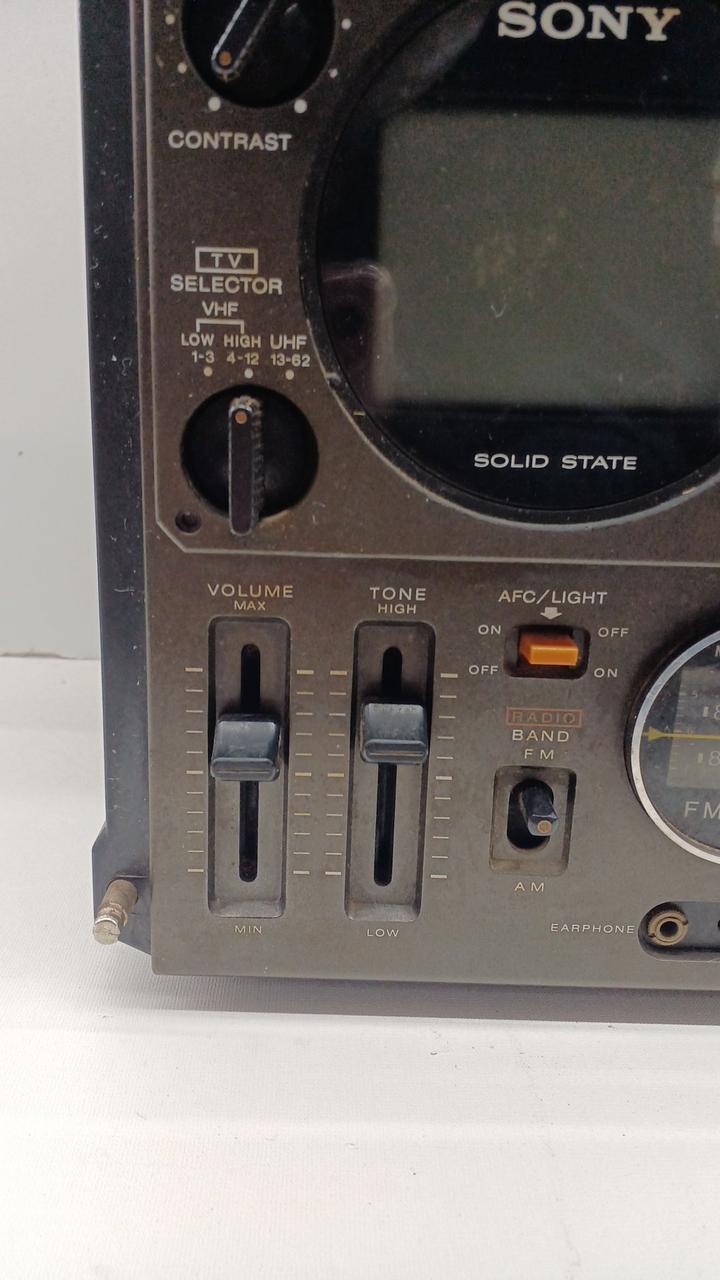 SONY
CONTRAST
TV
SELECTOR
VHF
LOW HIGH UHF
1-3 4-12 13-62
SOLID STATE
VOLUME
MAX
MIN
TONE
HIGH
LOW
AFC/LIGHT
ON OFF
OFF ON
RADIO
BAND
FM
AM
FM
EARPHONE